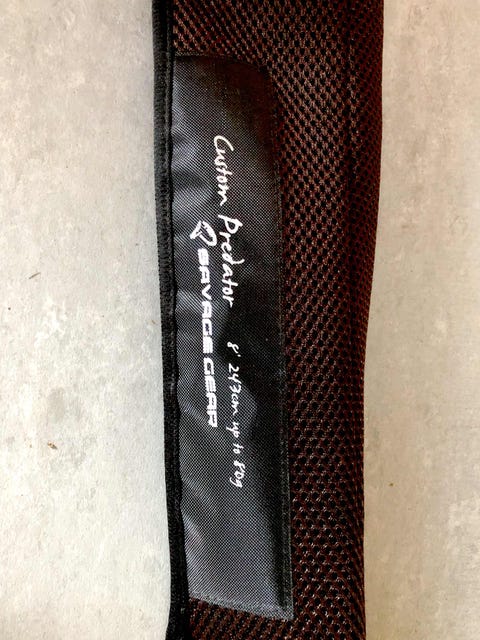 Custom Predator 8' 243cm up to 80g
SAVAGE GEAR